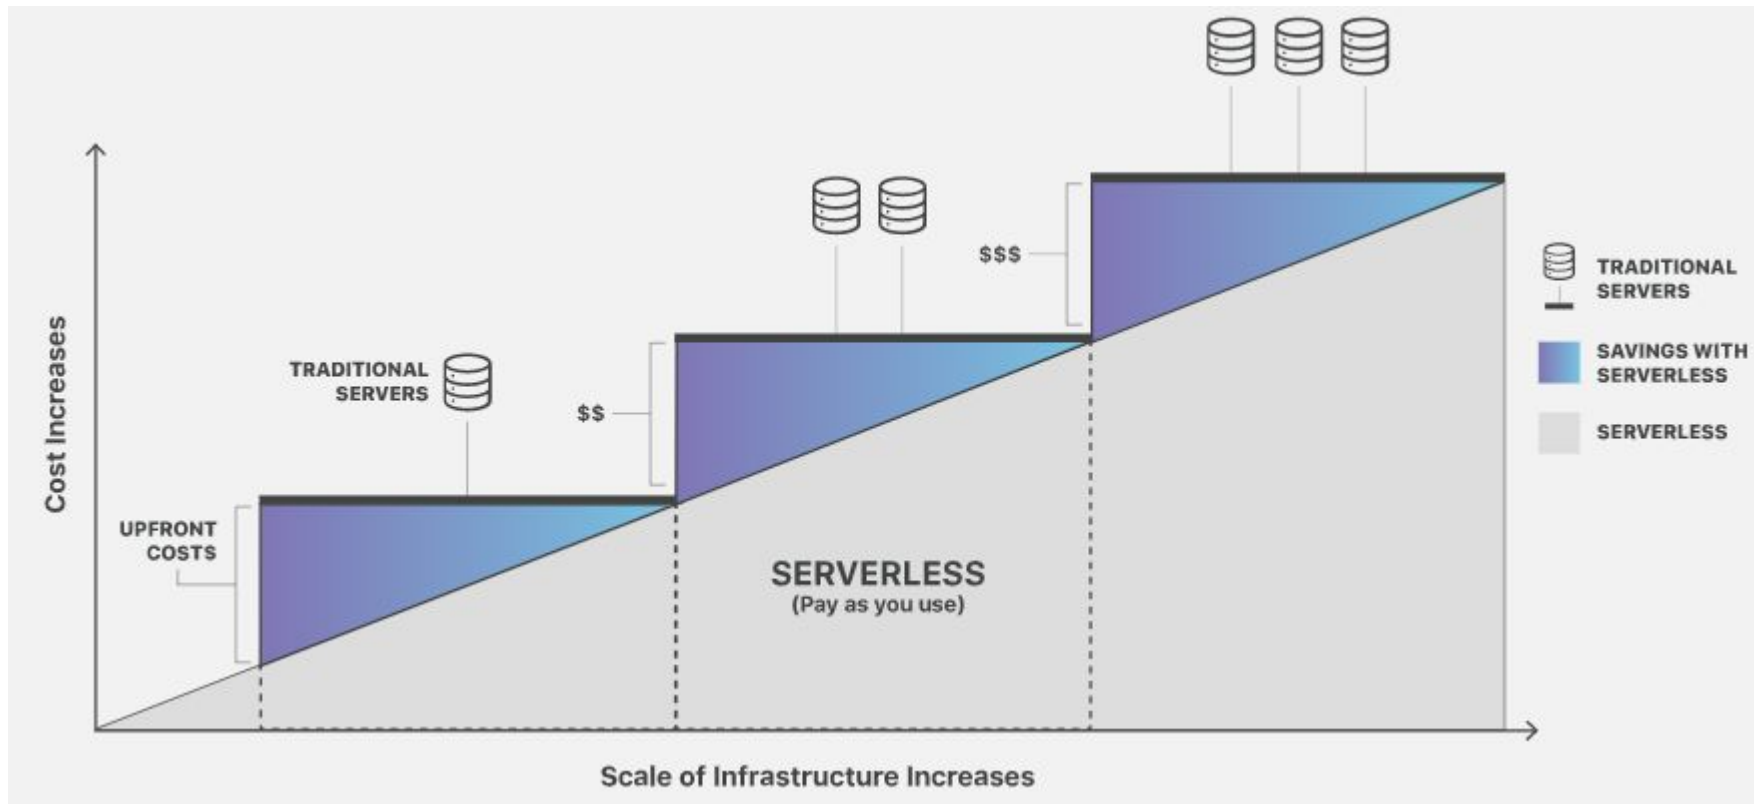 $$$
TRADITIONAL
SERVERS
SAVINGS WITH
SERVERLESS
SERVERLESS
TRADITIONAL
SERVERS
$$
UPFRONT
COSTS
SERVERLESS
(Pay as you use)
Cost Increases
Scale of Infrastructure Increases